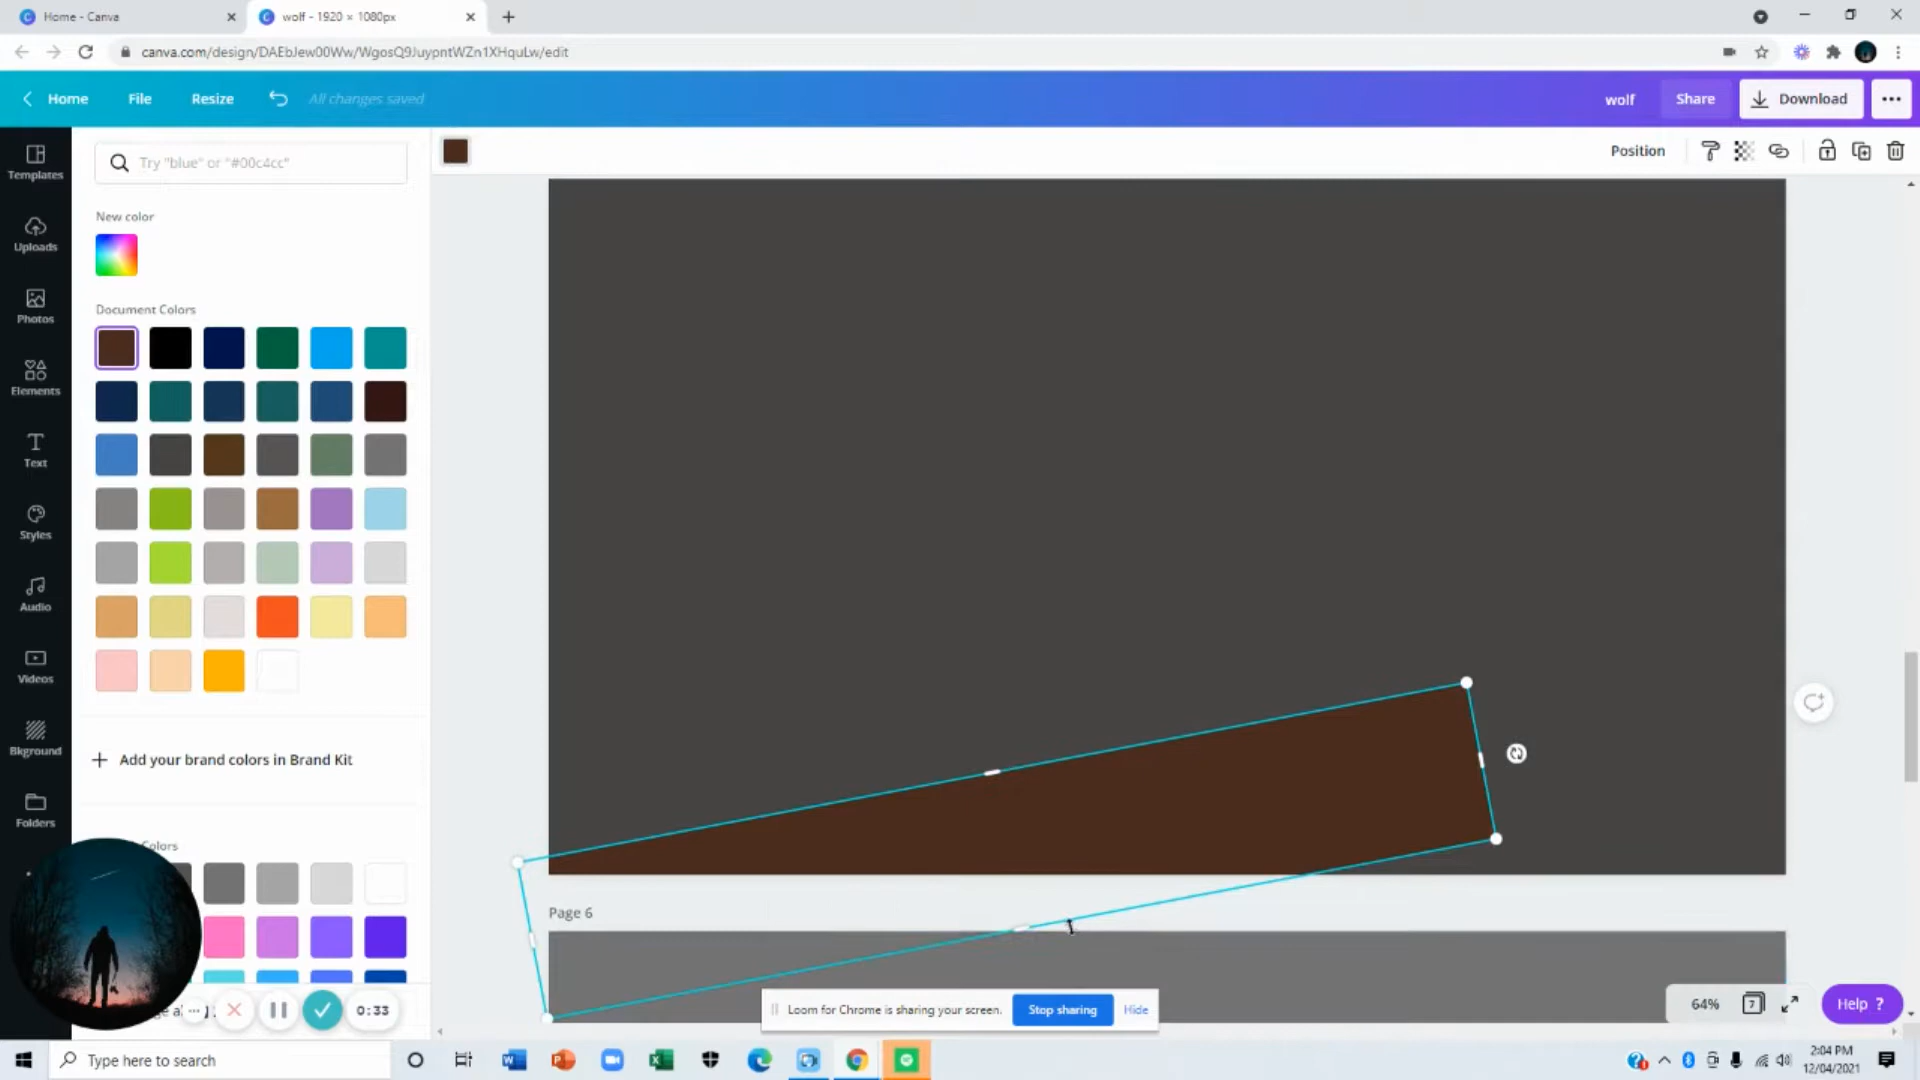 Home - Canva
wolf - 1920 × 1080px
canva.com/design/DAEbJew00Ww/WgosQ9JuypntWZn1XHquLw/edit
Home
File
Resize
All changes saved
wolf
Share
Download
Templates
Uploads
Photos
Elements
Text
Styles
Audio
Videos
Bkground
Folders
Try "blue" or "#00c4cc"
New color
Document Colors
Add your brand colors in Brand Kit
Colors
Position
Page 6
0:33
Loom for Chrome is sharing your screen.
Stop sharing
Hide
64%
7
Help ?
Type here to search
2:04 PM
12/04/2021